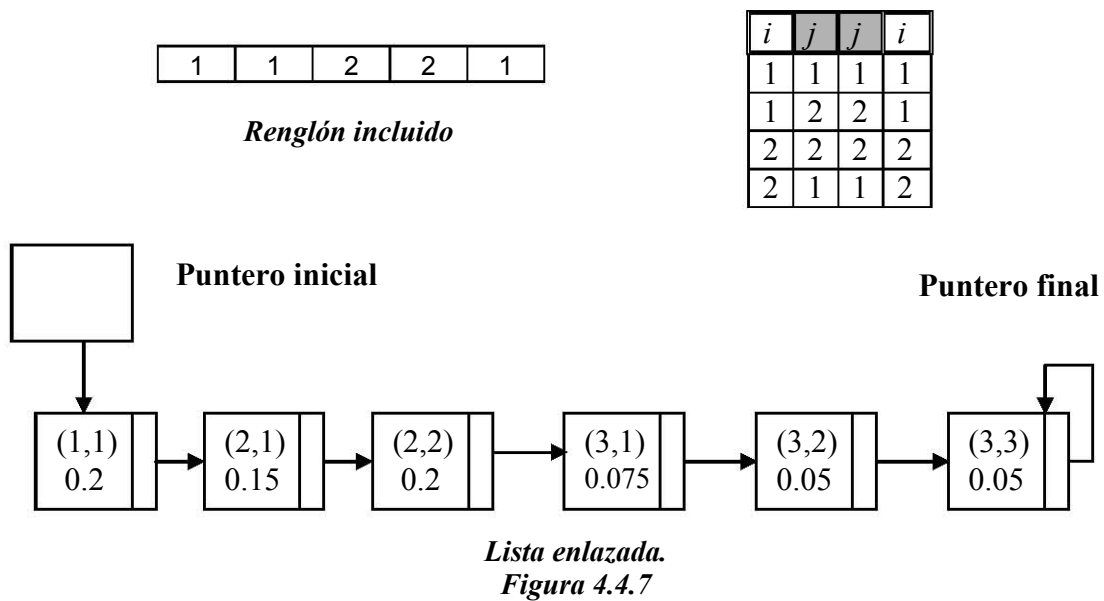 1 1 2 2 1
Renglón incluido
i j j i
1 1 1 1
1 2 2 1
2 2 2 2
2 1 1 2
Puntero inicial
Puntero final
(1,1) (2,1) (2,2) (3,1) (3,2) (3,3)
0.2 0.15 0.2 0.075 0.05 0.05
Lista enlazada.
Figura 4.4.7